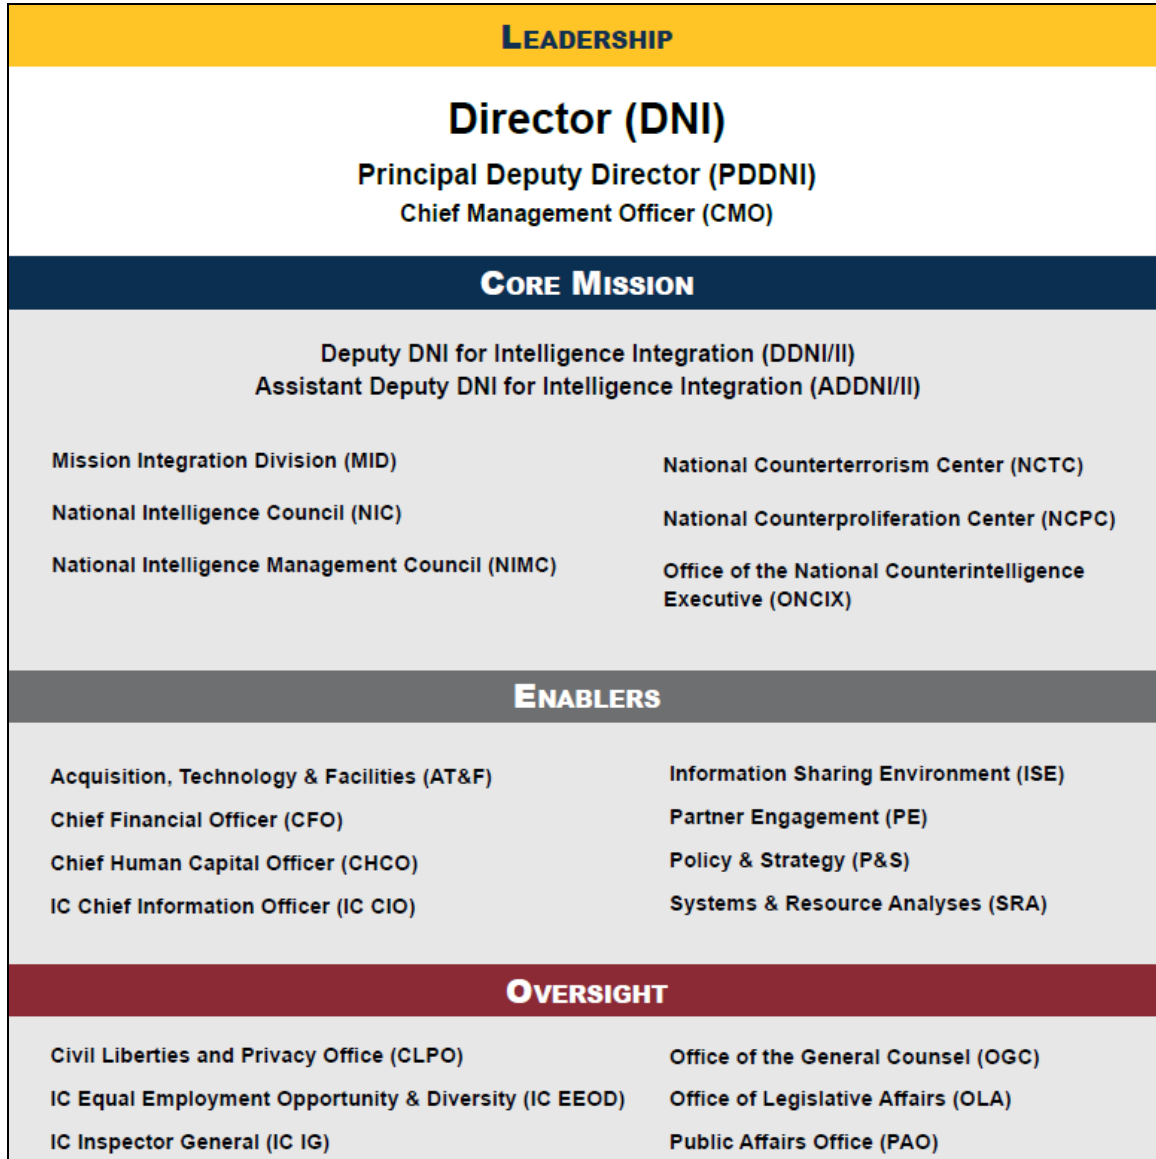 LEADERSHIP
Director (DNI)
Principal Deputy Director (PDDNI)
Chief Management Officer (CMO)
CORE MISSION
Deputy DNI for Intelligence Integration (DDNI/II)
Assistant Deputy DNI for Intelligence Integration (ADDNI/II)
Mission Integration Division (MID)
National Intelligence Council (NIC)
National Intelligence Management Council (NIMC)
National Counterterrorism Center (NCTC)
National Counterproliferation Center (NCPC)
Office of the National Counterintelligence
Executive (ONCIX)
ENABLERS
Acquisition, Technology & Facilities (AT&F)
Chief Financial Officer (CFO)
Chief Human Capital Officer (CHCO)
IC Chief Information Officer (IC CIO)
Information Sharing Environment (ISE)
Partner Engagement (PE)
Policy & Strategy (P&S)
Systems & Resource Analyses (SRA)
OVERSIGHT
Civil Liberties and Privacy Office (CLPO)
IC Equal Employment Opportunity & Diversity (IC EEOD)
IC Inspector General (IC IG)
Office of the General Counsel (OGC)
Office of Legislative Affairs (OLA)
Public Affairs Office (PAO)